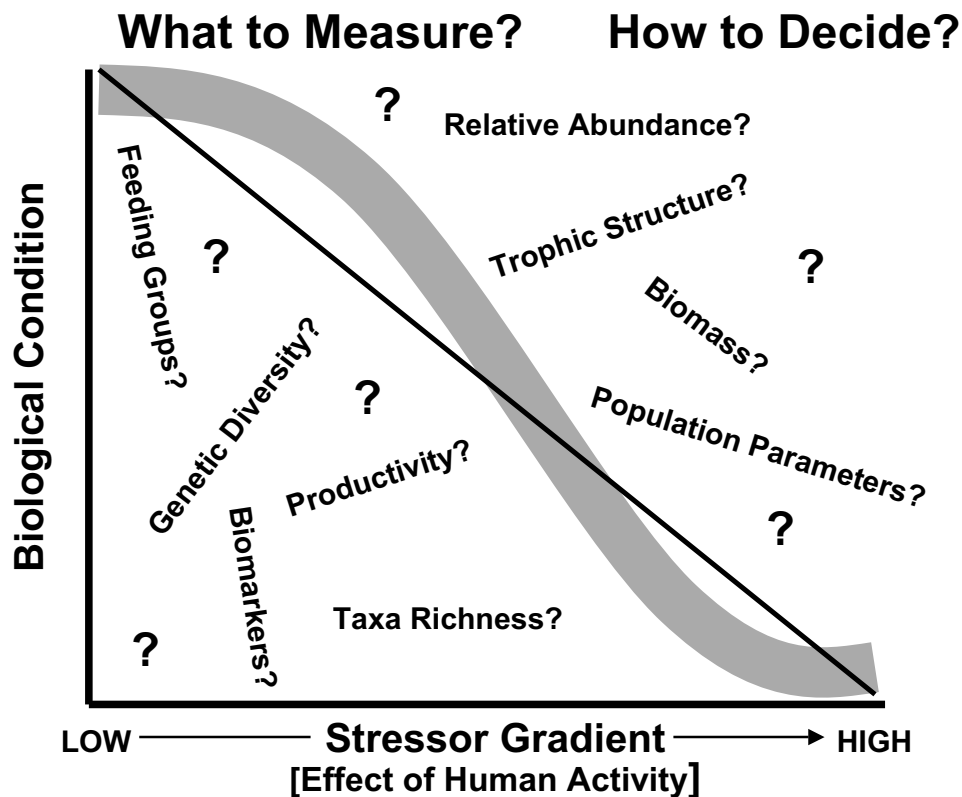 What to Measure? How to Decide?
?
Relative Abundance?
Feeding Groups?
Trophic Structure?
?
?
Biomass?
Genetic Diversity?
?
Population Parameters?
Productivity?
Biomarkers?
?
Taxa Richness?
?
Biological Condition
LOW Stressor Gradient HIGH
[Effect of Human Activity]